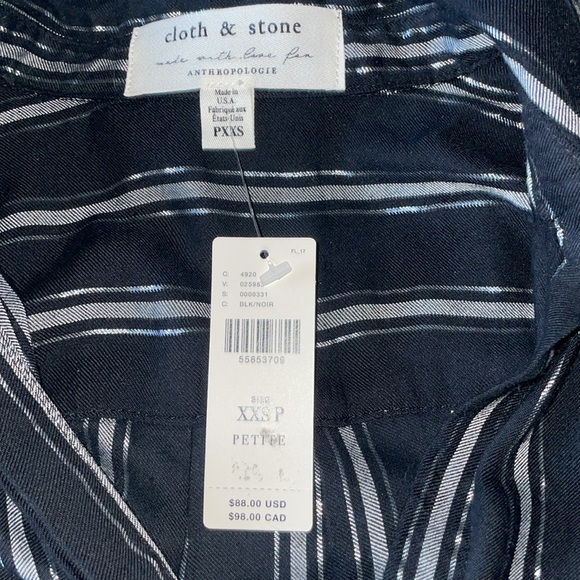 cloth & stone
made with love for
ANTHROPOLOGIE
Made in
U.S.A.
Fabriqué aux
États-Unis
PXXS
FL_17
4920
0000331
C: BLK/NOIR
55853709
XXS P
PETITE
$88.00 USD
$98.00 CAD